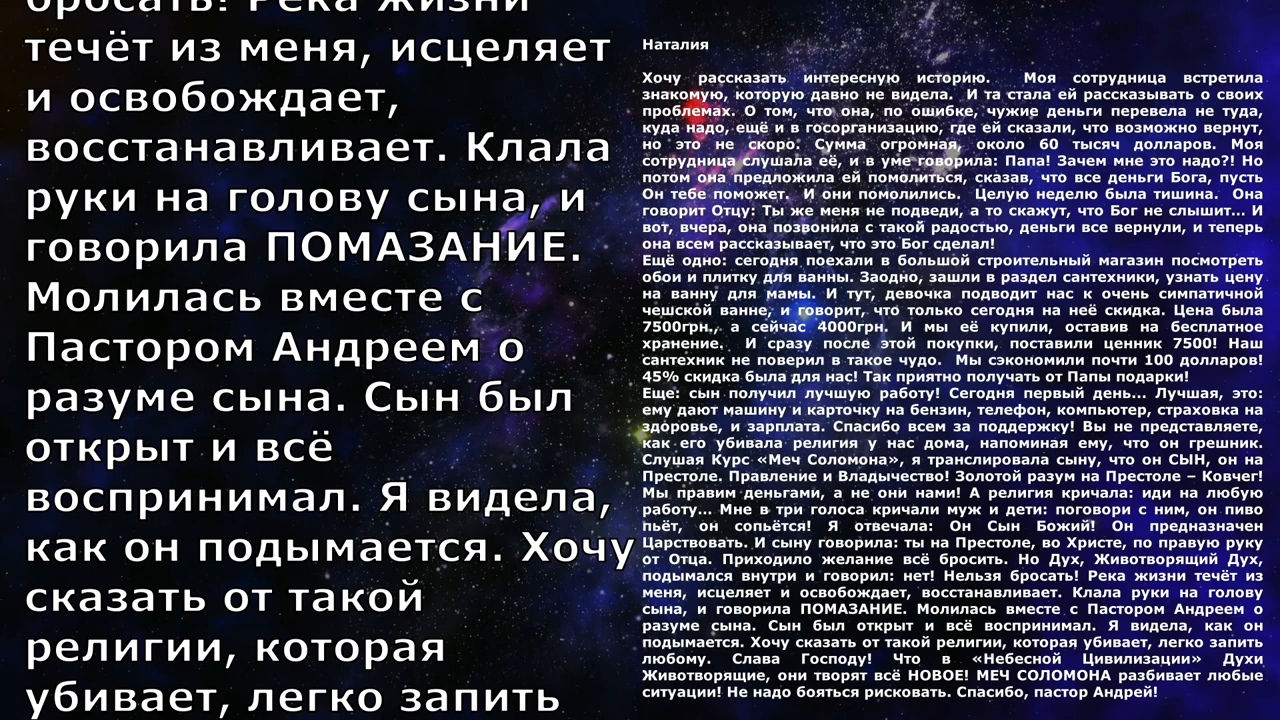 бросать! Река жизни
течёт из меня, исцеляет
и освобождает,
восстанавливает. Клала
руки на голову сына, и
говорила ПОМАЗАНИЕ.
Молилась вместе с
Пастором Андреем о
разуме сына. Сын был
открыт и всё
воспринимал. Я видела,
как он подымается. Хочу
сказать от такой
религии, которая
убивает, легко запить
Наталия
Хочу рассказать интересную историю. Моя сотрудница встретила
знакомую, которую давно не видела. И та стала ей рассказывать о своих
проблемах. О том, что она, по ошибке, чужие деньги перевела не туда,
куда надо, ещё и в госорганизацию, где ей сказали, что возможно вернут,
но это не скоро. Сумма огромная, около 60 тысяч долларов. Моя
сотрудница слушала её, и в уме говорила: Папа! Зачем мне это надо?! Но
потом она предложила ей помолиться, сказав, что все деньги Бога, пусть
Он тебе поможет. И они помолились. Целую неделю была тишина. Она
говорит Отцу: Ты же меня не подведи, а то скажут, что Бог не слышит... И
вот, вчера, она позвонила с такой радостью, деньги все вернули, и теперь
она всем рассказывает, что это Бог сделал!
Ещё одно: сегодня поехали в большой строительный магазин посмотреть
обои и плитку для ванны. Заодно, зашли в раздел сантехники, узнать цену
на ванну для мамы. И тут, девочка подводит нас к очень симпатичной
чешской ванне, и говорит, что только сегодня на неё скидка. Цена была
7500грн., а сейчас 4000грн. И мы её купили, оставив на бесплатное
хранение. И сразу после этой покупки, поставили ценник 7500! Наш
сантехник не поверил в такое чудо. Мы сэкономили почти 100 долларов!
45% скидка была для нас! Так приятно получать от Папы подарки!
Еще: сын получил лучшую работу! Сегодня первый день... Лучшая, это:
ему дают машину и карточку на бензин, телефон, компьютер, страховка на
здоровье, и зарплата. Спасибо всем за поддержку! Вы не представляете,
как его убивала религия у нас дома, напоминая ему, что он грешник.
Слушая Курс «Меч Соломона», я транслировала сыну, что он СЫН, он на
Престоле. Правление и Владычество! Золотой разум на Престоле – Ковчег!
Мы правим деньгами, а не они нами! А религия кричала: иди на любую
работу... Мне в три голоса кричали муж и дети: поговори с ним, он пиво
пьёт, он сопьётся! Я отвечала: Он Сын Божий! Он предназначен
Царствовать. И сыну говорила: ты на Престоле, во Христе, по правую руку
от Отца. Приходило желание всё бросить. Но Дух, Животворящий Дух,
подымался внутри и говорил: нет! Нельзя бросать! Река жизни течёт из
меня, исцеляет и освобождает, восстанавливает. Клала руки на голову
сына, и говорила ПОМАЗАНИЕ. Молилась вместе с Пастором Андреем о
разуме сына. Сын был открыт и всё воспринимал. Я видела, как он
подымается. Хочу сказать от такой религии, которая убивает, легко запить
любому. Слава Господу! Что в «Небесной Цивилизации» Духи
Животворящие, они творят всё НОВОЕ! МЕЧ СОЛОМОНА разбивает любые
ситуации! Не надо бояться рисковать. Спасибо, пастор Андрей!